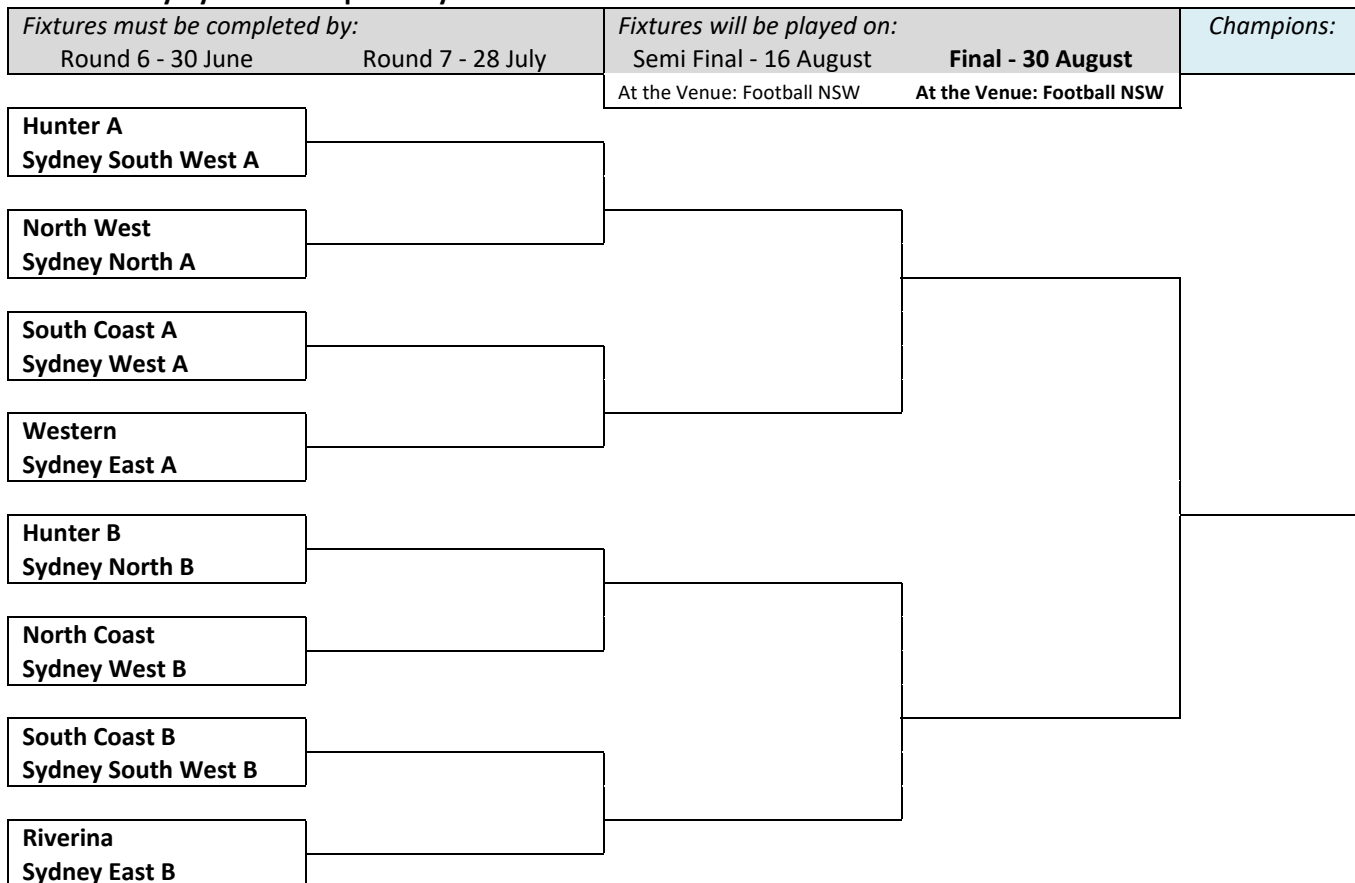 Fixtures must be completed by: Fixtures will be played on: Champions:
Round 6 - 30 June Round 7 - 28 July Semi Final - 16 August Final - 30 August
At the Venue: Football NSW At the Venue: Football NSW
Hunter A
Sydney South West A
North West
Sydney North A
South Coast A
Sydney West A
Western
Sydney East A
Hunter B
Sydney North B
North Coast
Sydney West B
South Coast B
Sydney South West B
Riverina
Sydney East B